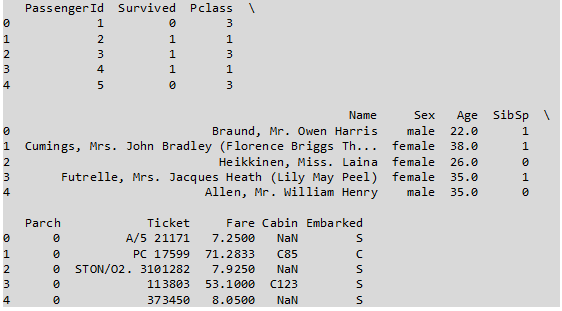 PassengerId  Survived  Pclass  \
0            1         0       3
1            2         1       1
2            3         1       3
3            4         1       1
4            5         0       3
                                                Name     Sex   Age  SibSp  \
0                            Braund, Mr. Owen Harris    male  22.0      1
1  Cumings, Mrs. John Bradley (Florence Briggs Th...  female  38.0      1
2                             Heikkinen, Miss. Laina  female  26.0      0
3       Futrelle, Mrs. Jacques Heath (Lily May Peel)  female  35.0      1
4                           Allen, Mr. William Henry    male  35.0      0
   Parch            Ticket     Fare Cabin Embarked
0      0         A/5 21171   7.2500   NaN        S
1      0          PC 17599  71.2833   C85        C
2      0  STON/O2. 3101282   7.9250   NaN        S
3      0            113803  53.1000  C123        S
4      0            373450   8.0500   NaN        S